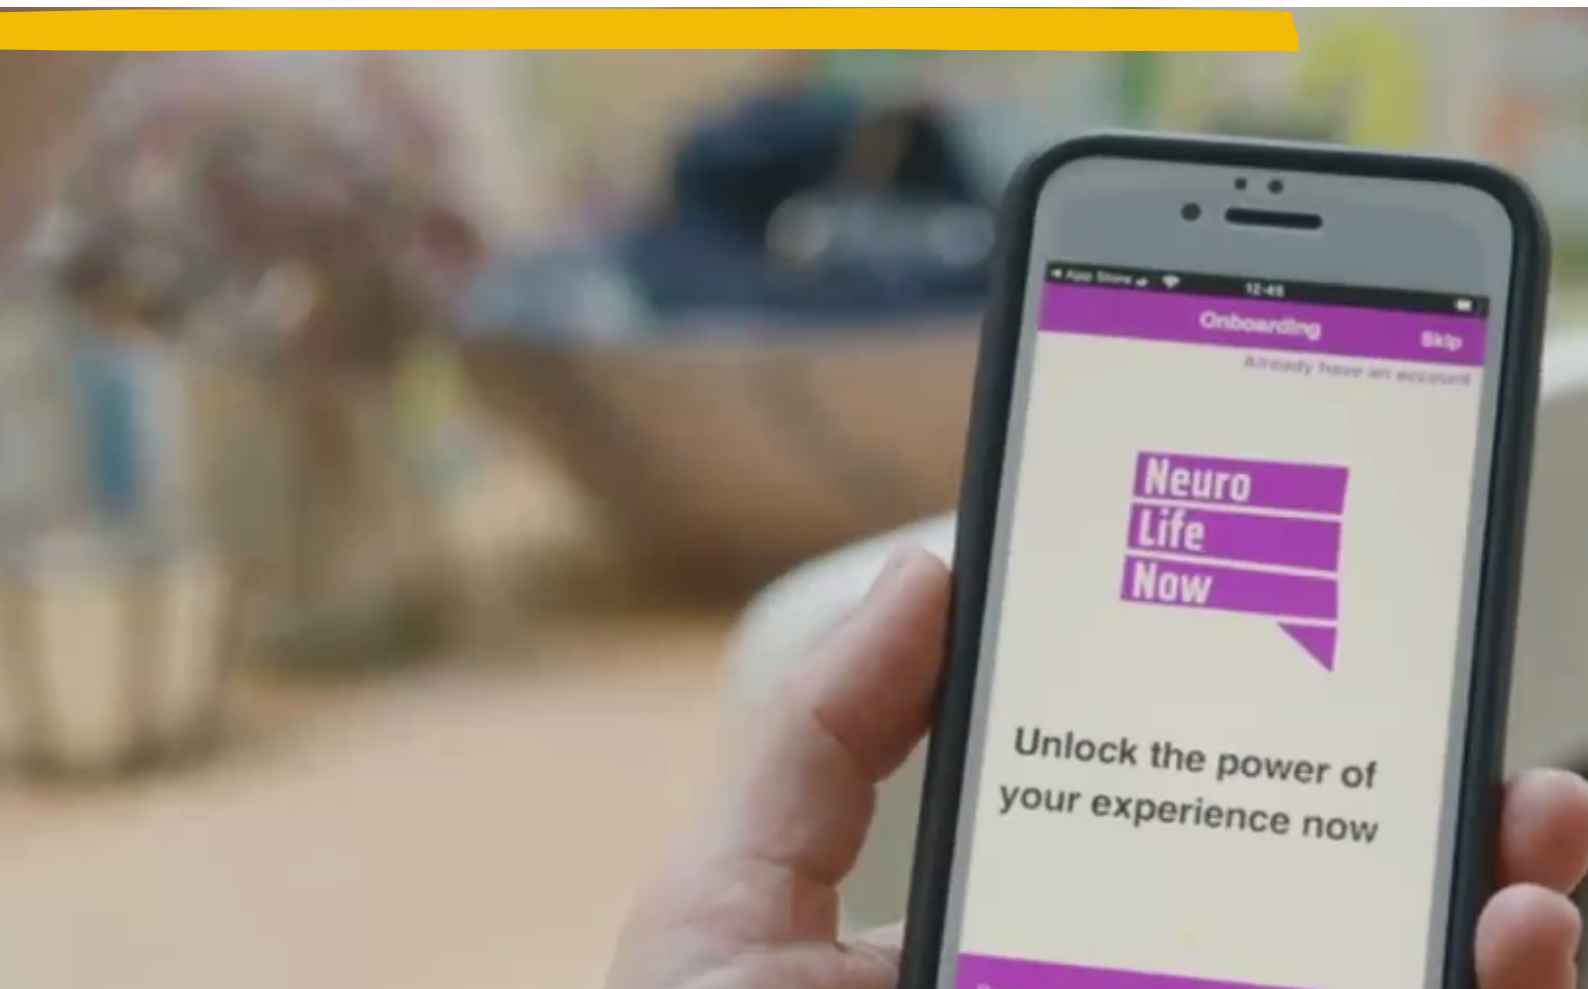 App Store
12:45
Onboarding
Skip
Already have an account
Neuro
Life
Now
Unlock the power of
your experience now